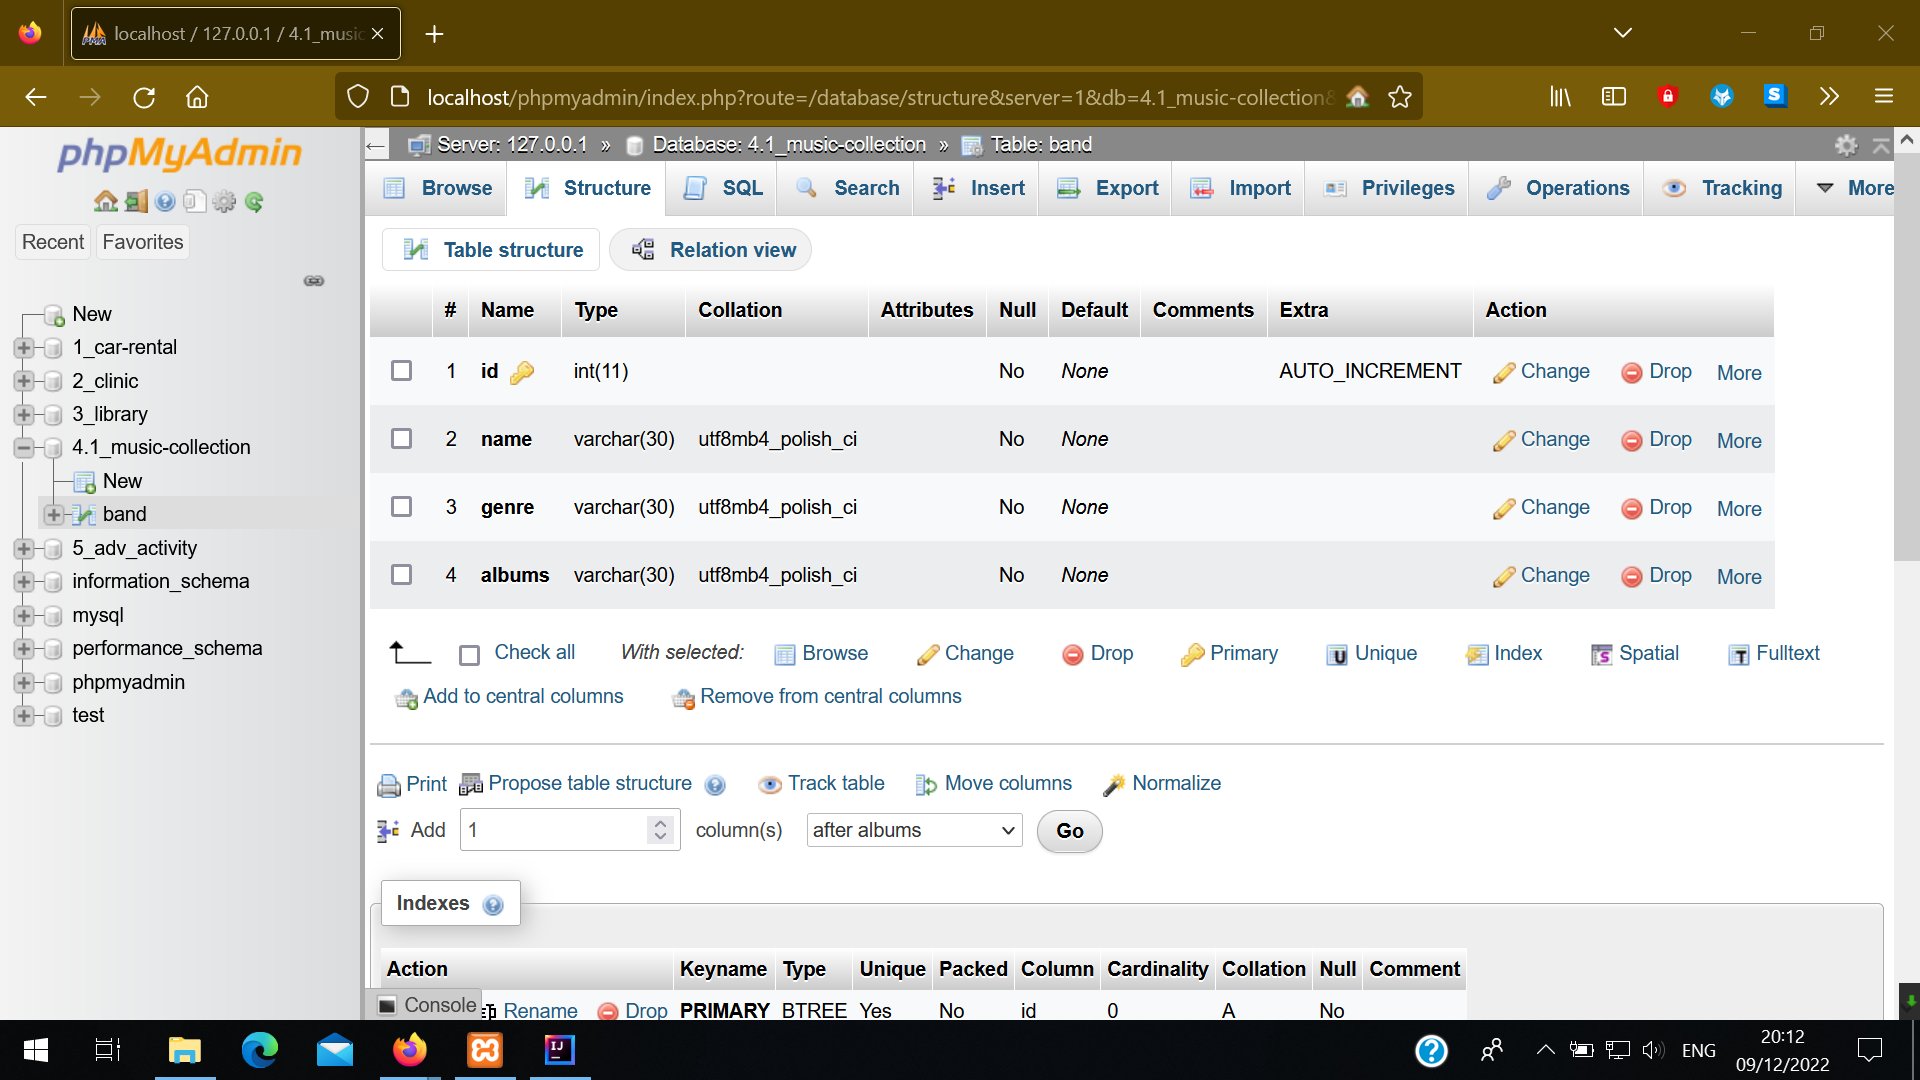 localhost / 127.0.0.1 / 4.1_music
localhost/phpmyadmin/index.php?route=/database/structure&server=1&db=4.1_music-collection&
phpMyAdmin
Recent Favorites
New
1_car-rental
2_clinic
3_library
4.1_music-collection
New
band
5_adv_activity
information_schema
mysql
performance_schema
phpmyadmin
test
Server: 127.0.0.1 » Database: 4.1_music-collection » Table: band
Browse Structure SQL Search Insert Export Import Privileges Operations Tracking More
Table structure Relation view
# Name Type Collation Attributes Null Default Comments Extra Action
1 id int(11) No None AUTO_INCREMENT Change Drop More
2 name varchar(30) utf8mb4_polish_ci No None Change Drop More
3 genre varchar(30) utf8mb4_polish_ci No None Change Drop More
4 albums varchar(30) utf8mb4_polish_ci No None Change Drop More
Check all With selected: Browse Change Drop Primary Unique Index Spatial Fulltext
Add to central columns Remove from central columns
Print Propose table structure Track table Move columns Normalize
Add 1 column(s) after albums Go
Indexes
Action Keyname Type Unique Packed Column Cardinality Collation Null Comment
Rename Drop PRIMARY BTREE Yes No id 0 A No
Console
ENG
20:12
09/12/2022